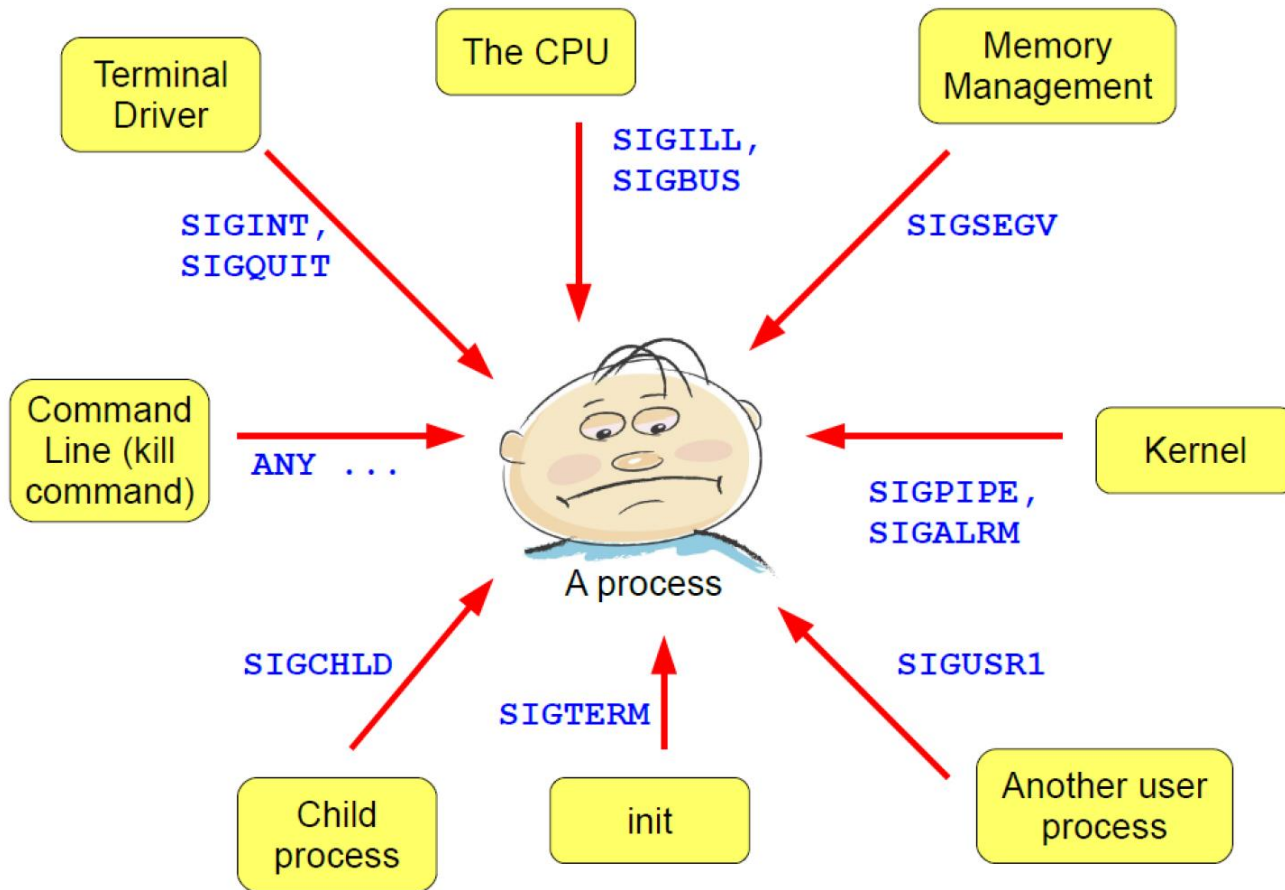 Terminal
Driver
The CPU
Memory
Management
SIGILL,
SIGBUS
SIGINT,
SIGQUIT
SIGSEGV
Command
Line (kill
command)
ANY ...
Kernel
SIGPIPE,
SIGALRM
A process
SIGCHLD
SIGTERM
SIGUSR1
Child
process
init
Another user
process